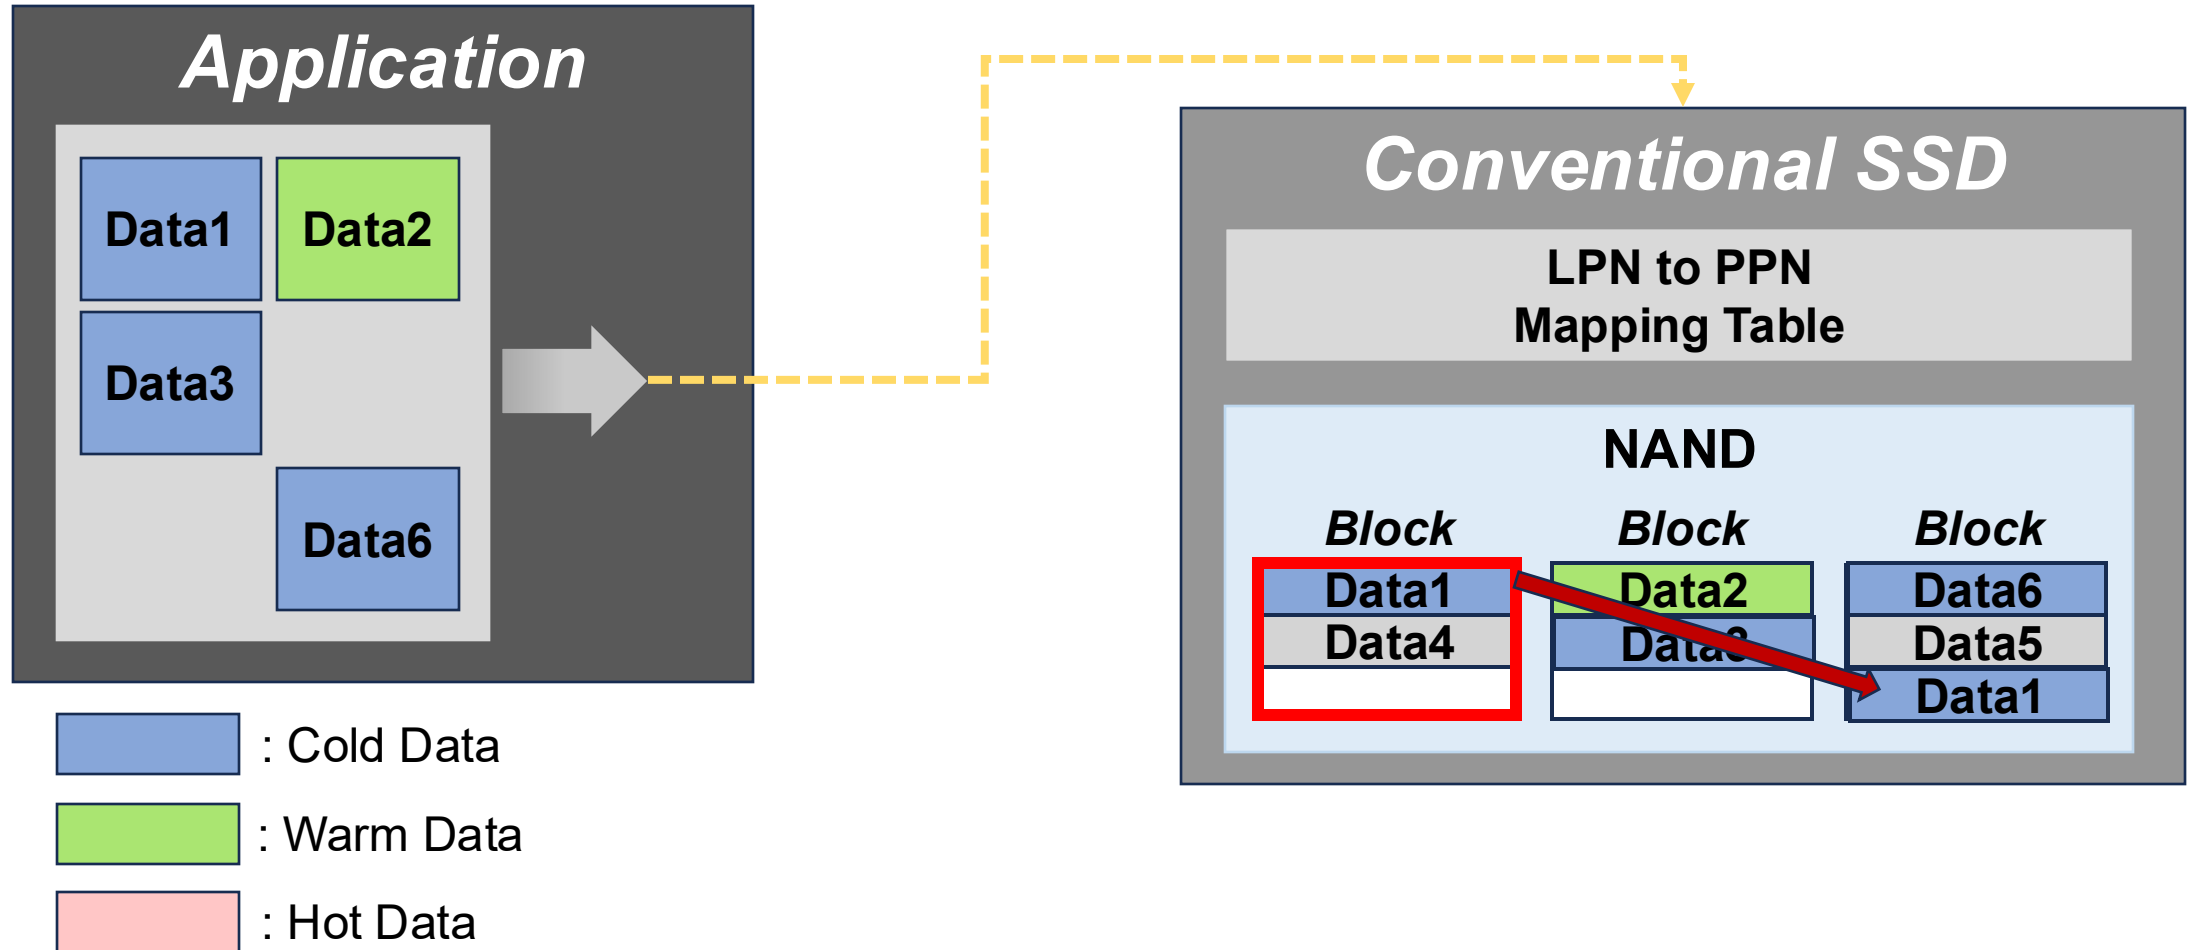 Application
Data1 Data2
Data3
Data6
Conventional SSD
LPN to PPN
Mapping Table
NAND
Block Block Block
Data1 Data2 Data6
Data4 Data3 Data5
Data1
: Cold Data
: Warm Data
: Hot Data